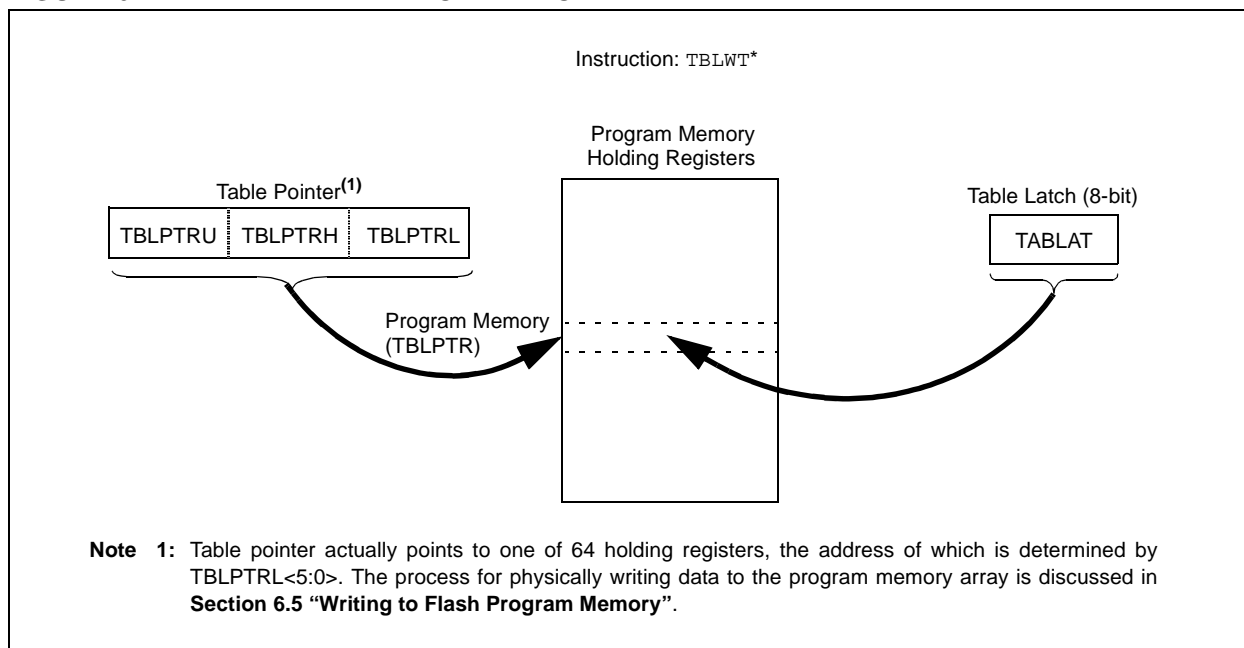 Instruction: TBLWT*
Program Memory
Holding Registers
Table Pointer(1)
Table Latch (8-bit)
TBLPTRU TBLPTRH TBLPTRL
TABLAT
Program Memory
(TBLPTR)
Note 1: Table pointer actually points to one of 64 holding registers, the address of which is determined by
TBLPTRL<5:0>. The process for physically writing data to the program memory array is discussed in
Section 6.5 “Writing to Flash Program Memory”.